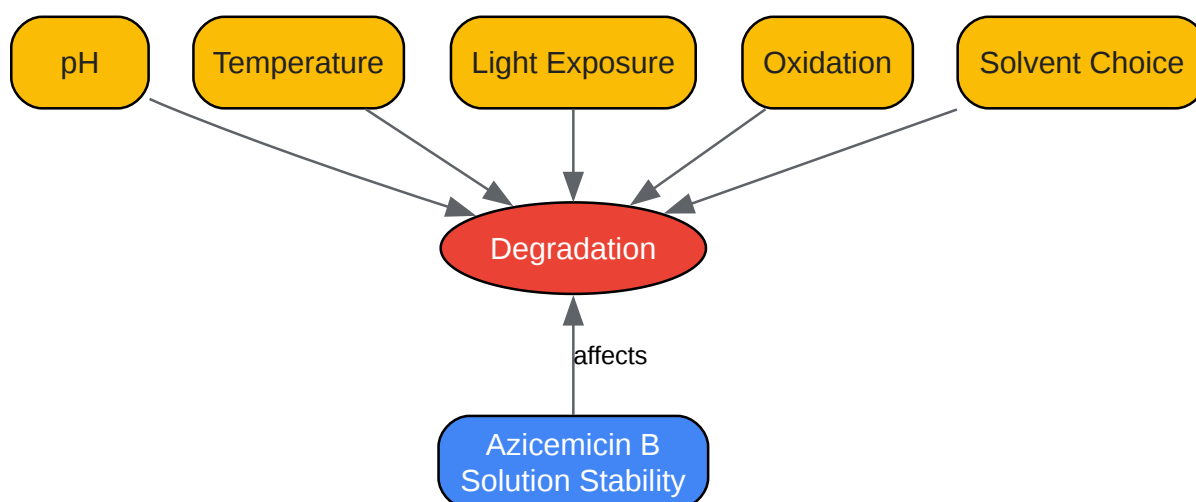 pH
Temperature
Light Exposure
Oxidation
Solvent Choice
Degradation
affects
Azicemicin B
Solution Stability